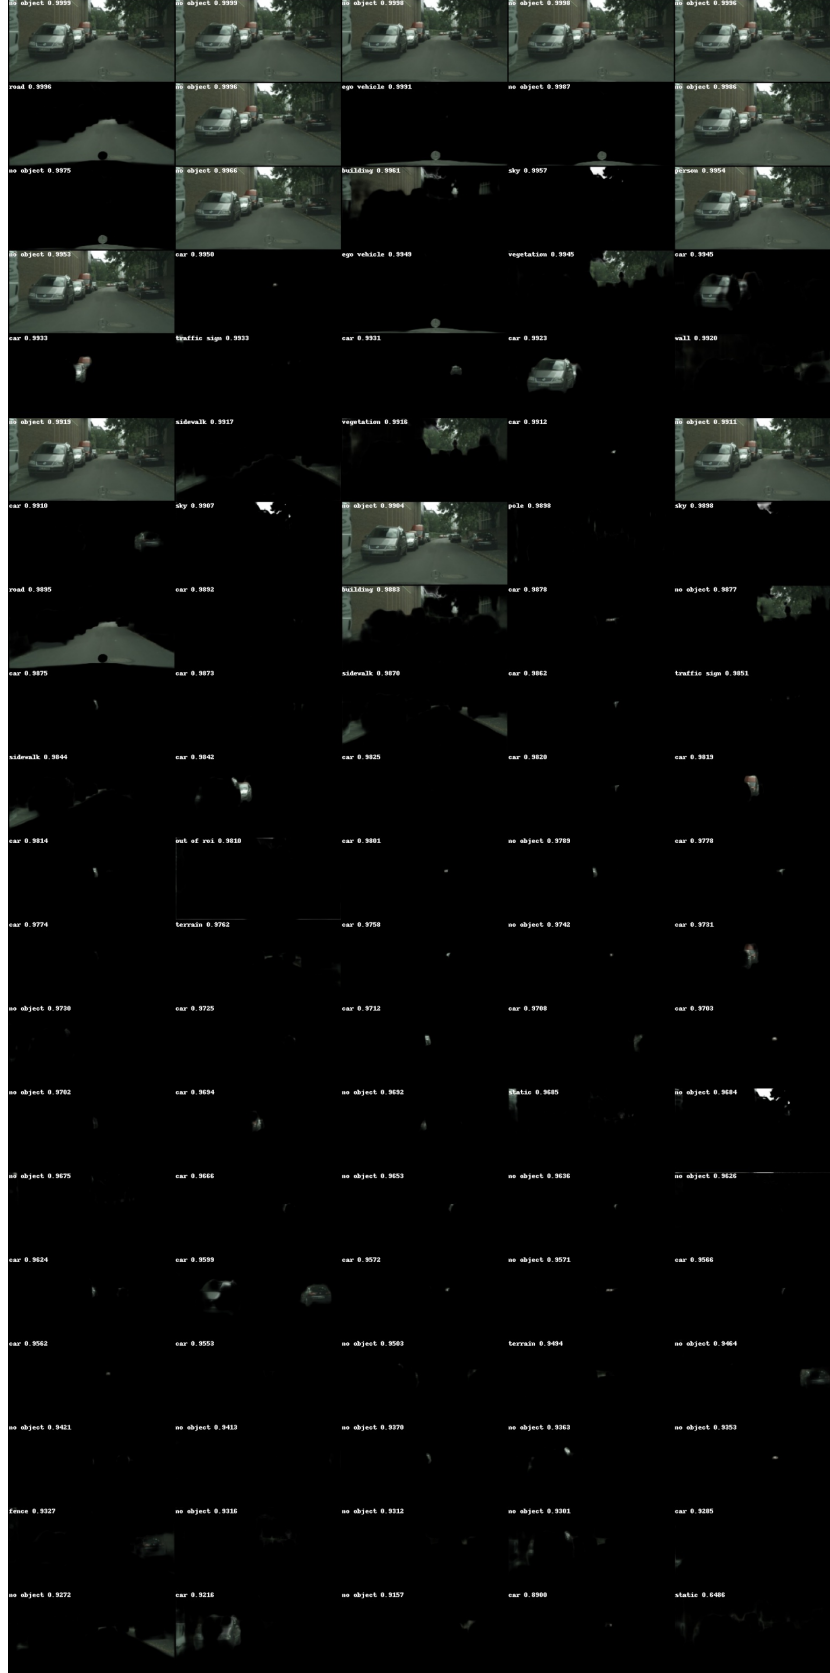 no object 0.9999 no object 0.9999 no object 0.9998 no object 0.9998 no object 0.9996
road 0.9996 no object 0.9996 ego vehicle 0.9991 no object 0.9987 no object 0.9986
no object 0.9975 no object 0.9966 building 0.9961 sky 0.9957 person 0.9954
no object 0.9953 car 0.9950 ego vehicle 0.9949 vegetation 0.9945 car 0.9945
car 0.9933 traffic sign 0.9933 car 0.9931 car 0.9923 wall 0.9920
no object 0.9919 sidewalk 0.9917 vegetation 0.9916 car 0.9912 no object 0.9911
car 0.9910 sky 0.9907 no object 0.9904 pole 0.9898 sky 0.9898
road 0.9895 car 0.9892 building 0.9883 car 0.9878 no object 0.9877
car 0.9875 car 0.9873 sidewalk 0.9870 car 0.9862 traffic sign 0.9851
sidewalk 0.9844 car 0.9842 car 0.9825 car 0.9820 car 0.9819
car 0.9814 out of roi 0.9810 car 0.9801 no object 0.9789 car 0.9778
car 0.9774 terrain 0.9762 car 0.9758 no object 0.9742 car 0.9731
no object 0.9730 car 0.9725 car 0.9712 car 0.9708 car 0.9703
no object 0.9702 car 0.9694 no object 0.9692 static 0.9685 no object 0.9684
no object 0.9675 car 0.9666 no object 0.9653 no object 0.9636 no object 0.9626
car 0.9624 car 0.9599 car 0.9572 no object 0.9571 car 0.9566
car 0.9562 car 0.9553 no object 0.9503 terrain 0.9494 no object 0.9464
no object 0.9421 no object 0.9413 no object 0.9370 no object 0.9363 no object 0.9353
fence 0.9327 no object 0.9316 no object 0.9312 no object 0.9301 car 0.9285
no object 0.9272 car 0.9216 no object 0.9157 car 0.8900 static 0.6486